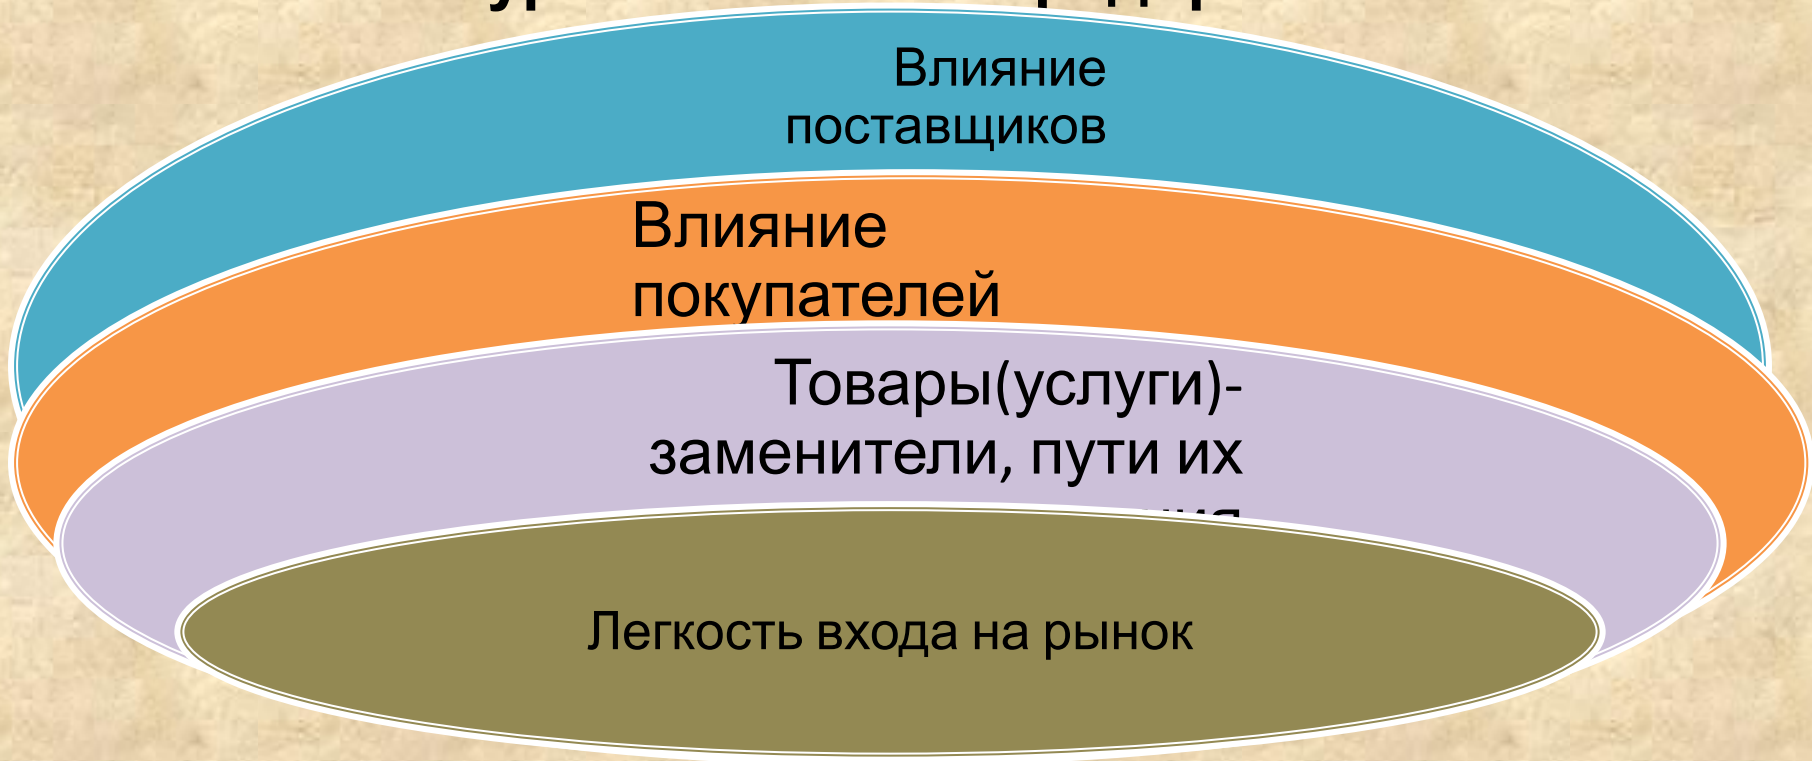 Влияние
поставщиков
Влияние
покупателей
Товары(услуги)-
заменители, пути их
Легкость входа на рынок